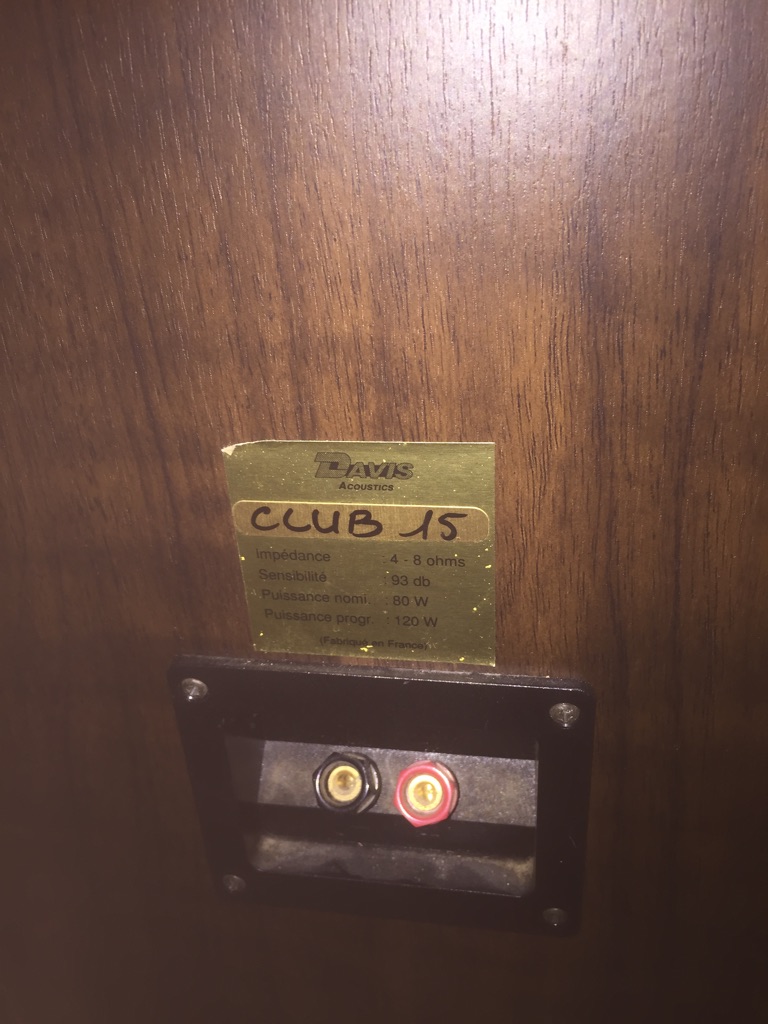 DAVIS
ACOUSTICS
CLUB 15
Impédance : 4 - 8 ohms
Sensibilité : 93 db
Puissance nomi. : 80 W
Puissance progr. : 120 W
(Fabriqué en France)